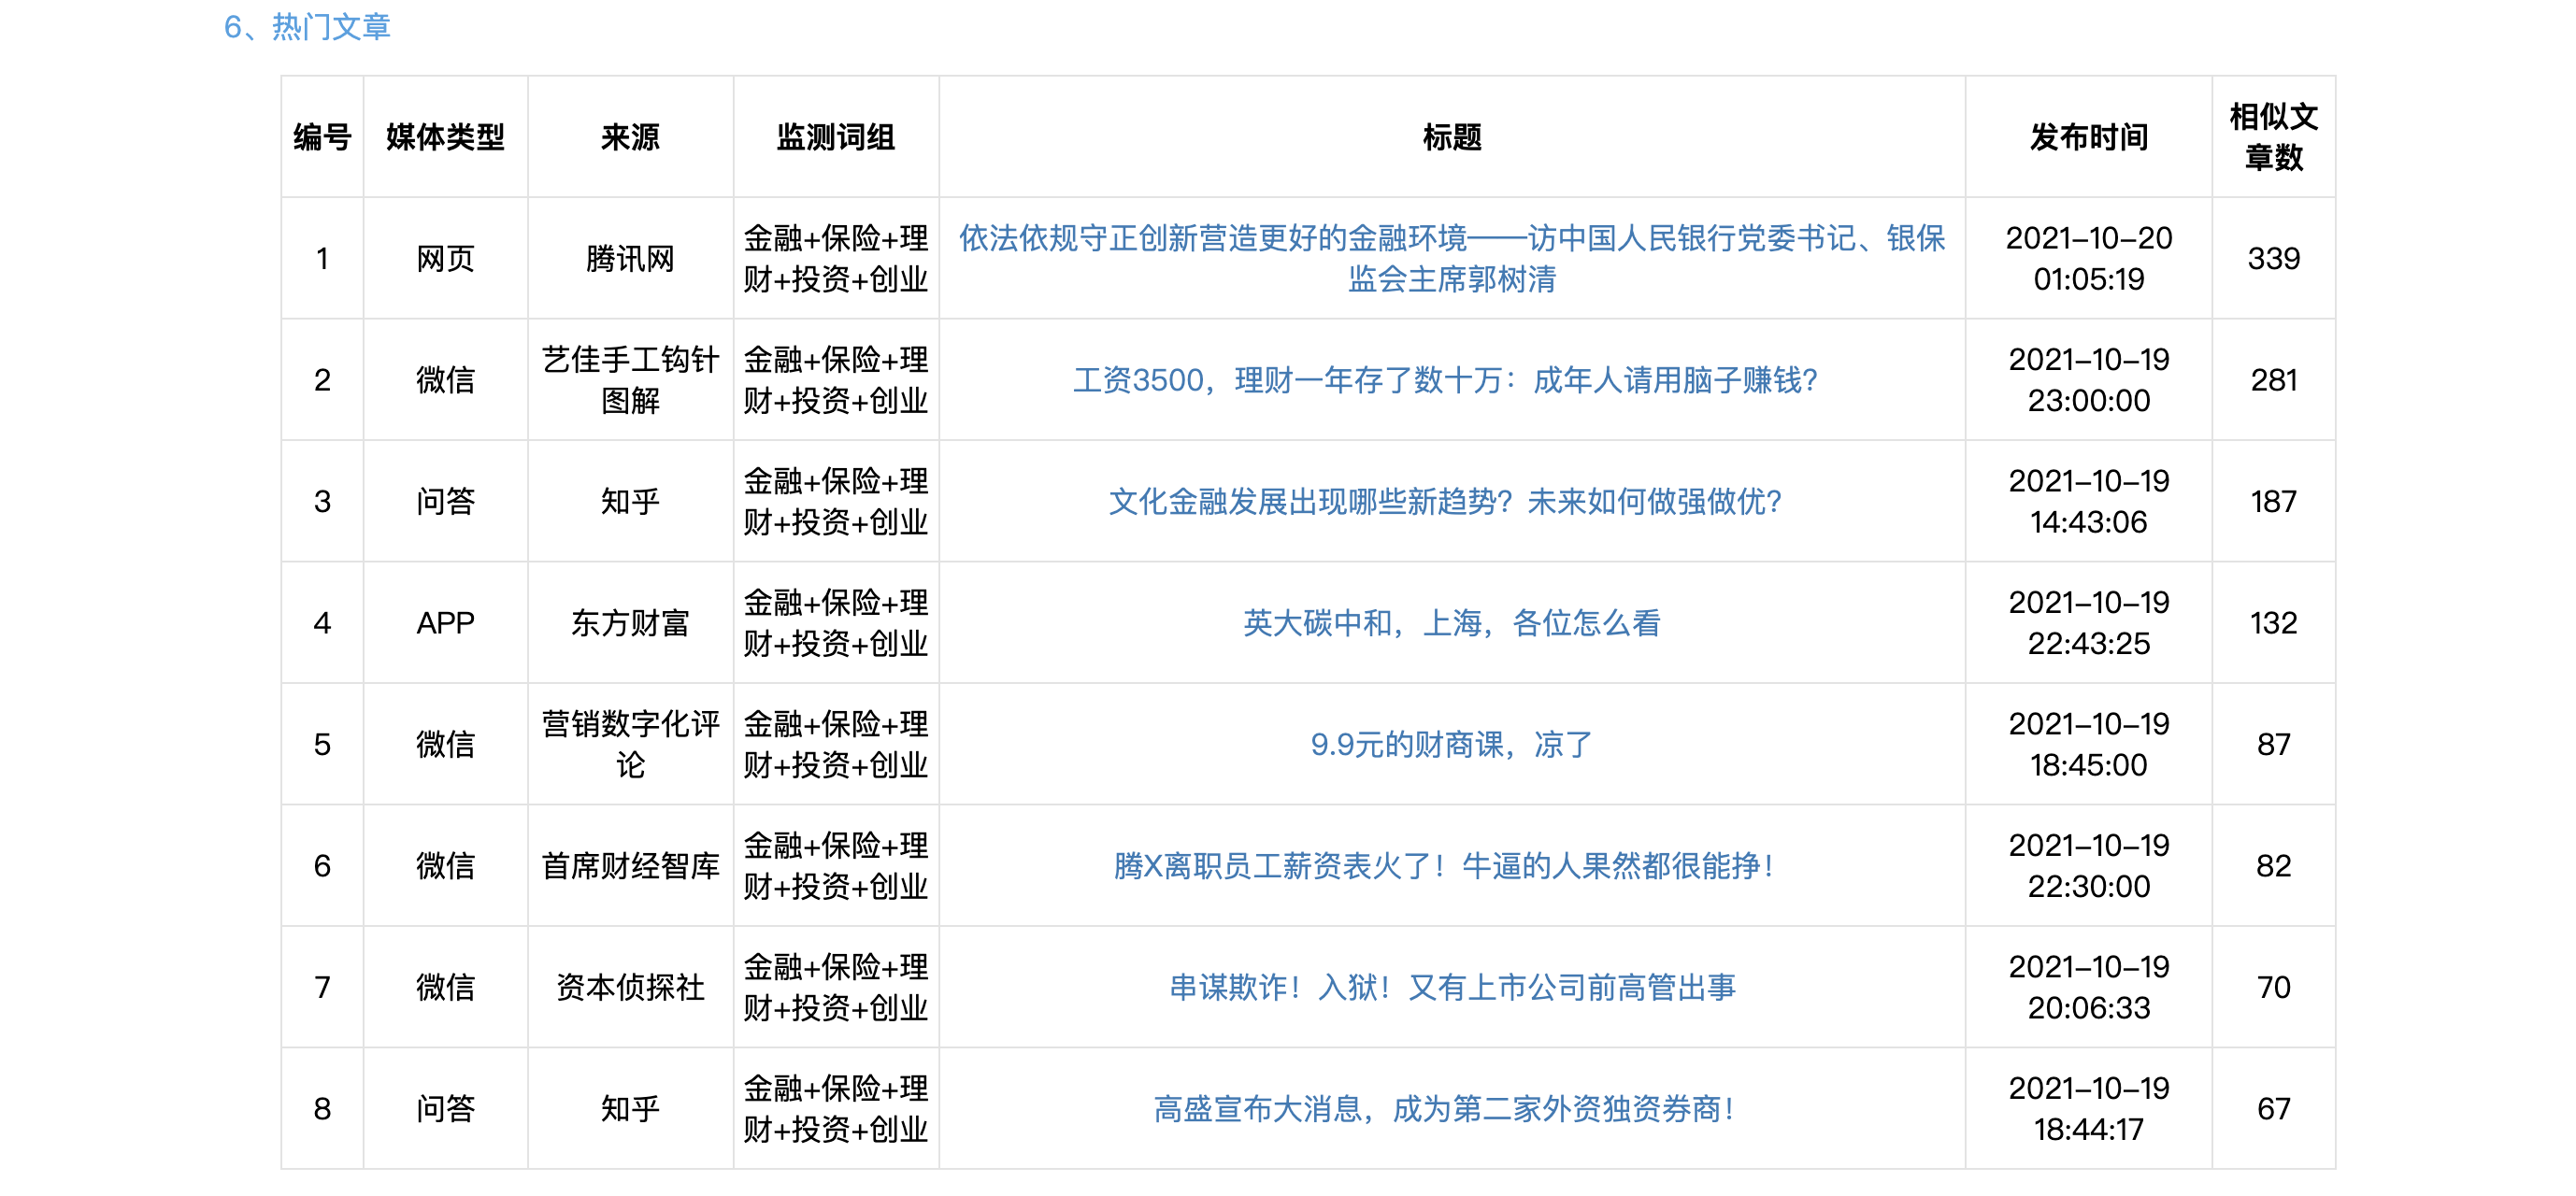 6、热门文章
编号 媒体类型 来源 监测词组 标题 发布时间 相似文
章数
1 网页 腾讯网 金融+保险+理 依法依规守正创新营造更好的金融环境——访中国人民银行党委书记、银保 2021-10-20 339
财+投资+创业 监会主席郭树清 01:05:19
2 微信 艺佳手工钩针 金融+保险+理 工资3500，理财一年存了数十万：成年人请用脑子赚钱？ 2021-10-19 281
图解 财+投资+创业 23:00:00
3 问答 知乎 金融+保险+理 文化金融发展出现哪些新趋势？未来如何做强做优？ 2021-10-19 187
财+投资+创业 14:43:06
4 APP 东方财富 金融+保险+理 英大碳中和，上海，各位怎么看 2021-10-19 132
财+投资+创业 22:43:25
5 微信 营销数字化评 金融+保险+理 9.9元的财商课，凉了 2021-10-19 87
论 财+投资+创业 18:45:00
6 微信 首席财经智库 金融+保险+理 腾X离职员工薪资表火了！牛逼的人果然都很能挣！ 2021-10-19 82
财+投资+创业 22:30:00
7 微信 资本侦探社 金融+保险+理 串谋欺诈！入狱！又有上市公司前高管出事 2021-10-19 70
财+投资+创业 20:06:33
8 问答 知乎 金融+保险+理 高盛宣布大消息，成为第二家外资独资券商！ 2021-10-19 67
财+投资+创业 18:44:17